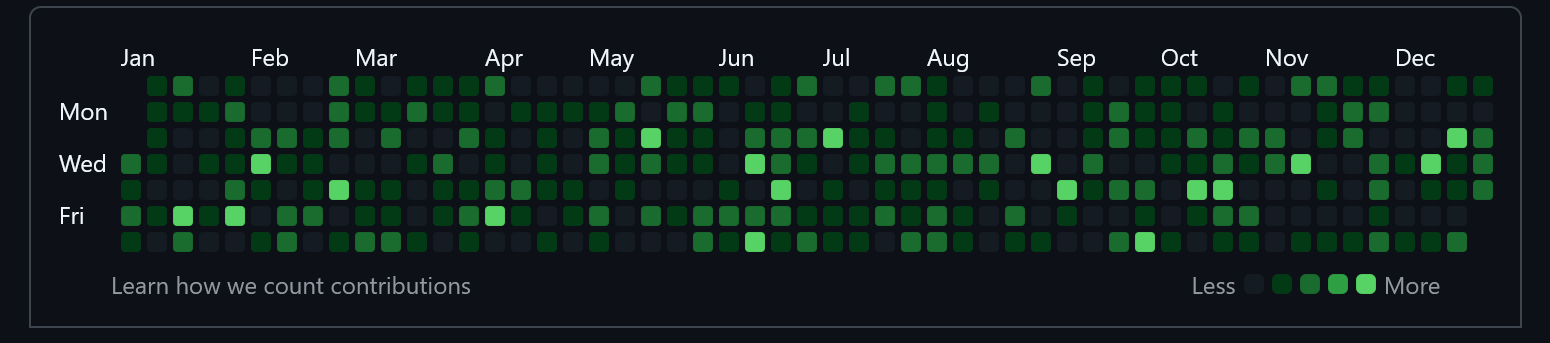 Jan Feb Mar Apr May Jun Jul Aug Sep Oct Nov Dec
Mon
Wed
Fri
Learn how we count contributions Less More